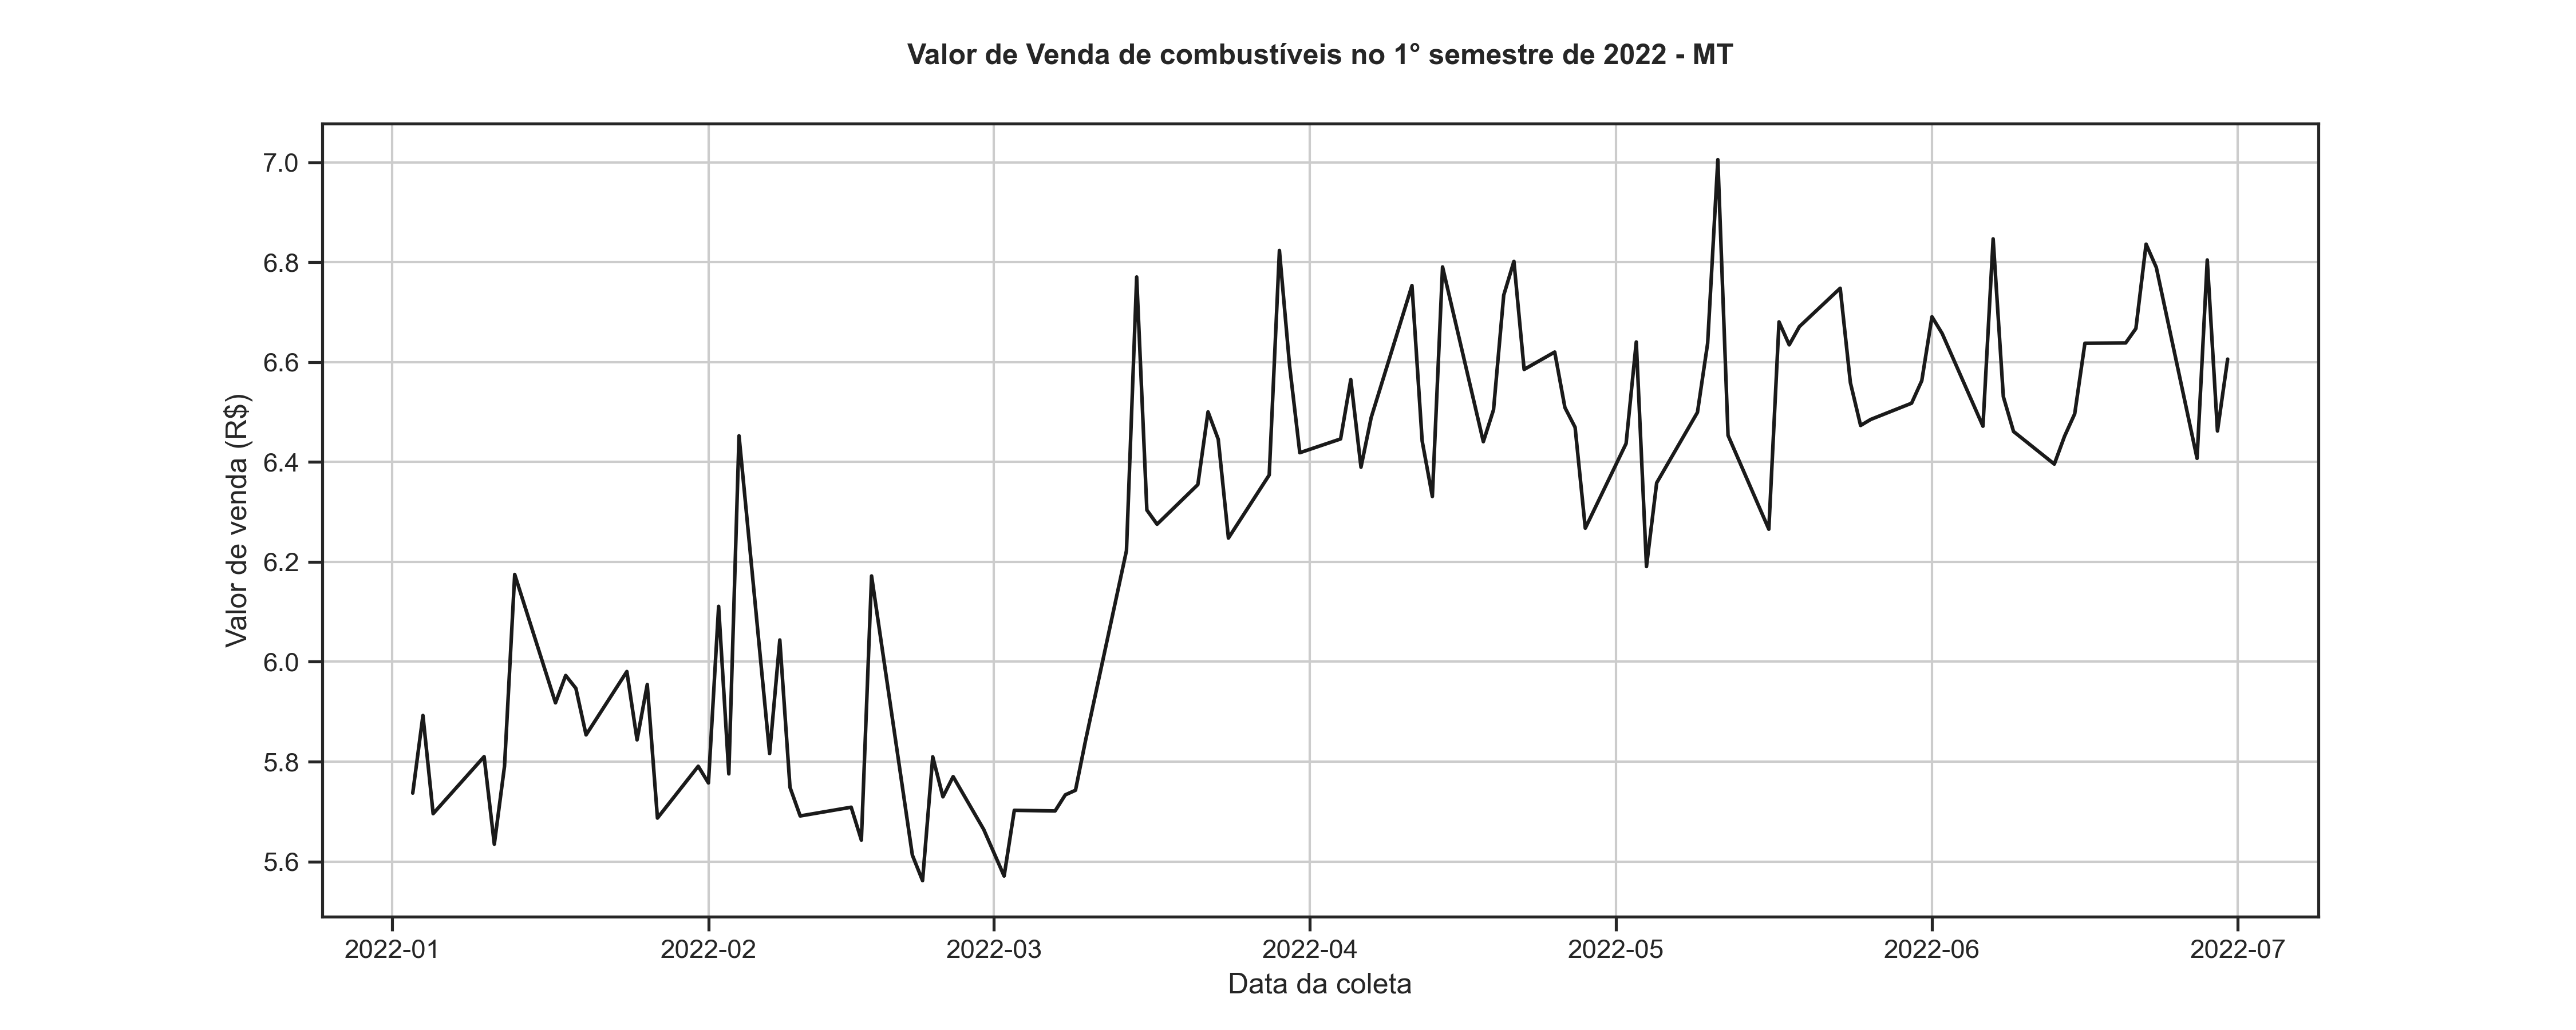 Valor de Venda de combustíveis no 1° semestre de 2022 - MT
7.0
6.8
6.6
6.4
6.2
6.0
5.8
5.6
Valor de venda (R$)
2022-01 2022-02 2022-03 2022-04 2022-05 2022-06 2022-07
Data da coleta